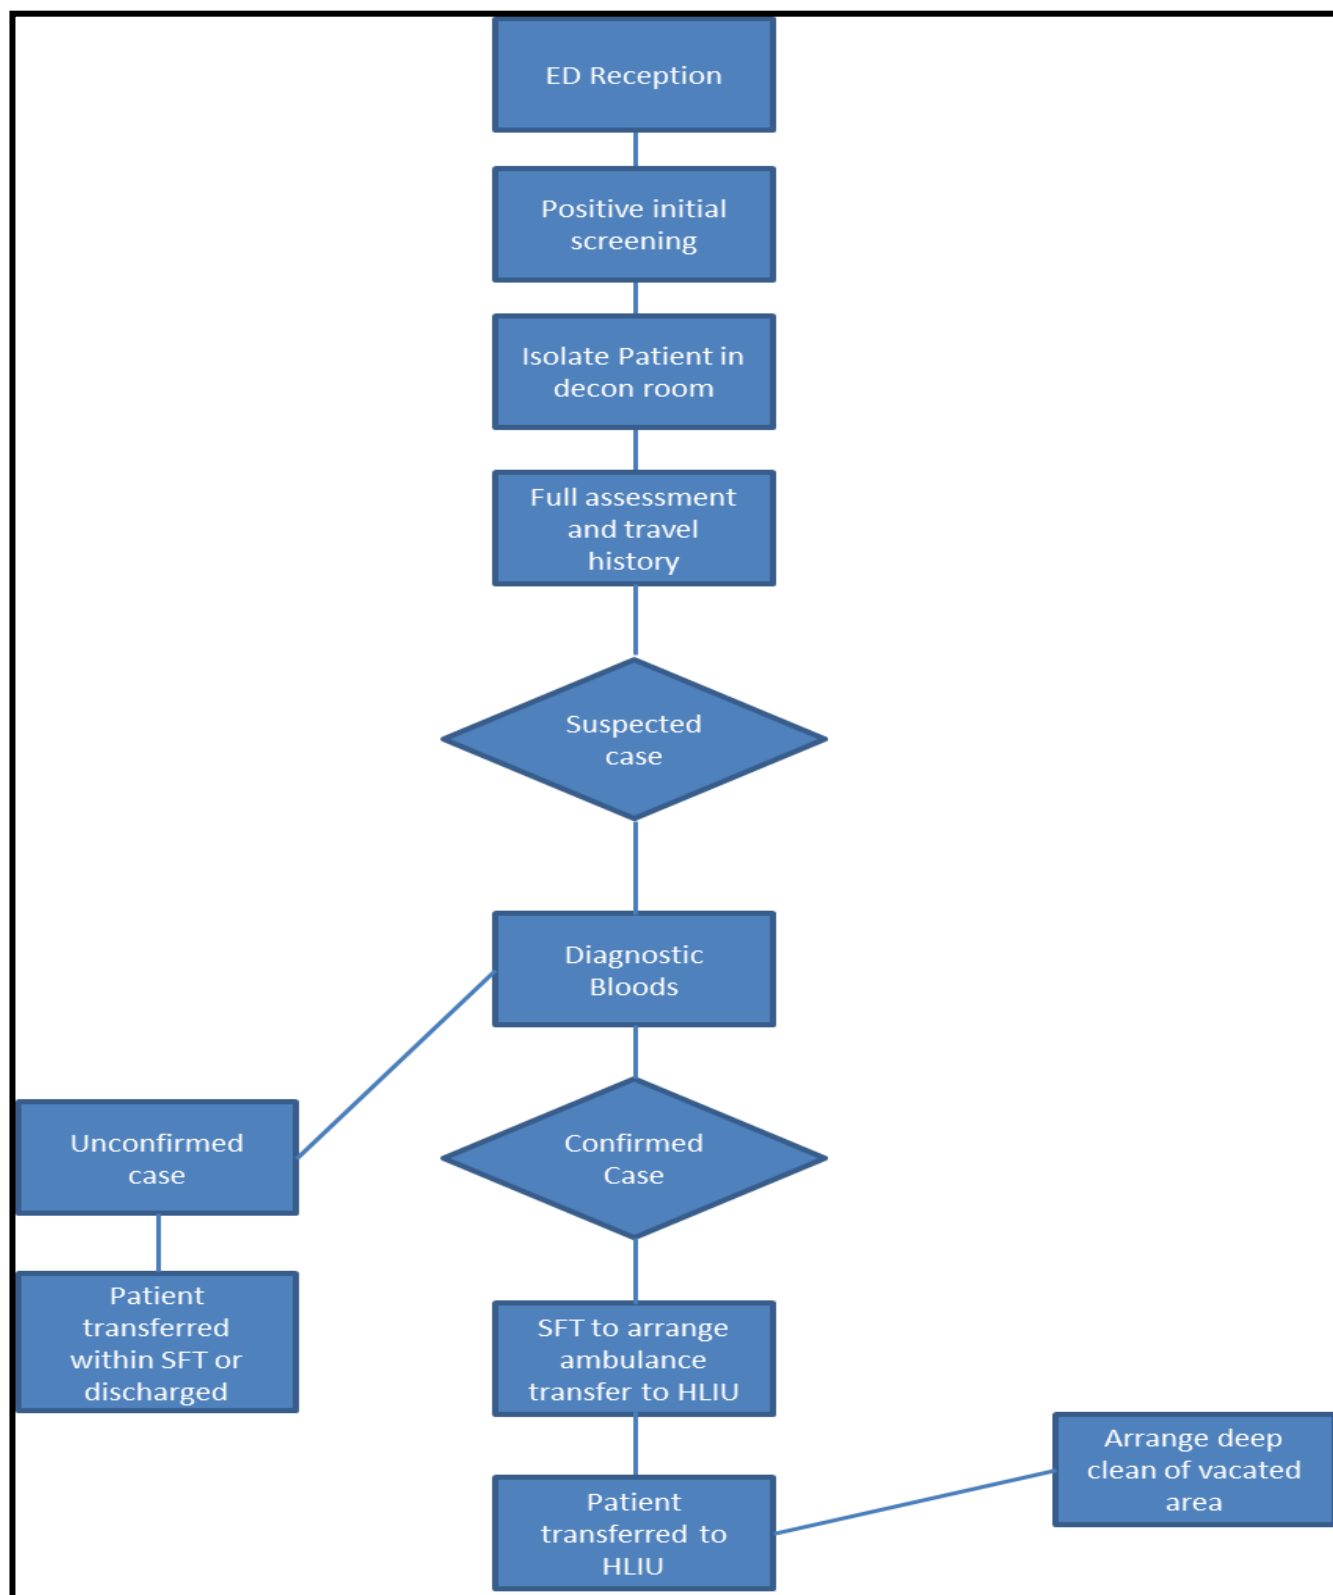 ED Reception
Positive initial
screening
Isolate Patient in
decon room
Full assessment
and travel
history
Suspected
case
Diagnostic
Bloods
Unconfirmed
case
Confirmed
Case
Patient
transferred
within SFT or
discharged
SFT to arrange
ambulance
transfer to HLIU
Arrange deep
clean of vacated
area
Patient
transferred to
HLIU